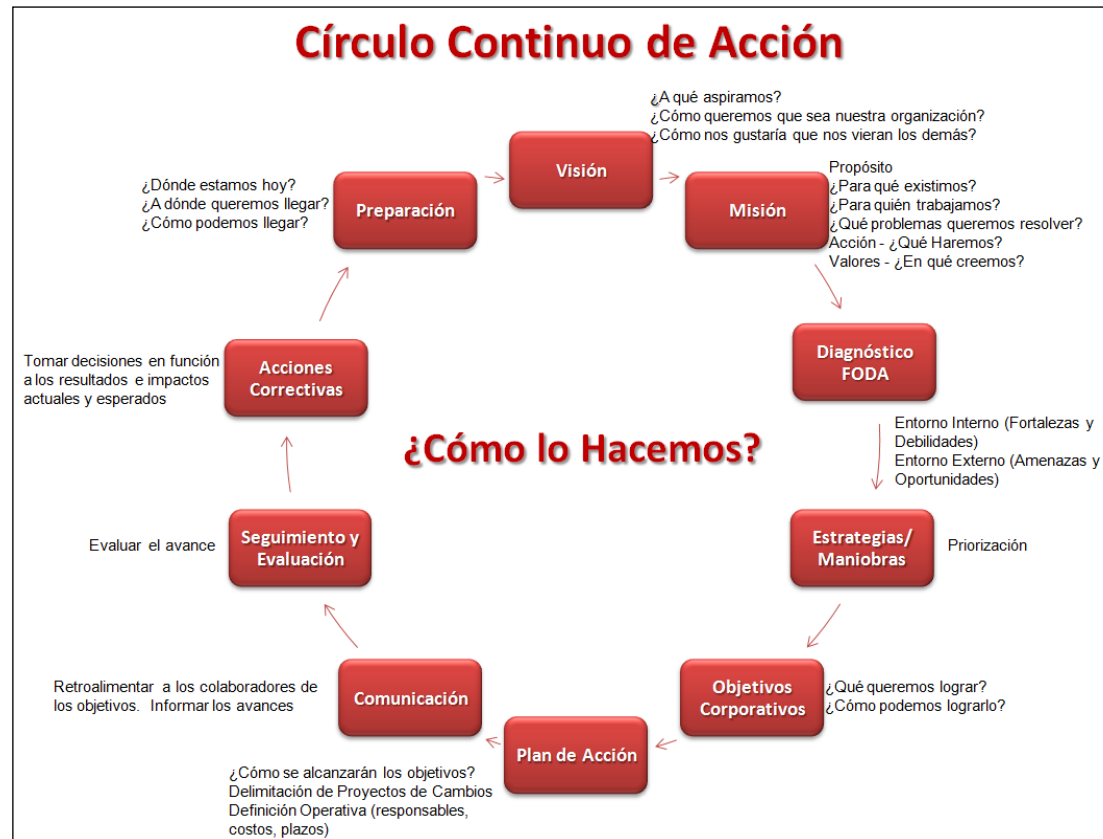 Círculo Continuo de Acción
¿A qué aspiramos?
¿Cómo queremos que sea nuestra organización?
¿Cómo nos gustaría que nos vieran los demás?
Visión
Propósito
¿Para qué existimos?
¿Para quién trabajamos?
¿Qué problemas queremos resolver?
Acción - ¿Qué Haremos?
Valores - ¿En qué creemos?
Misión
Diagnóstico
FODA
Entorno Interno (Fortalezas y
Debilidades)
Entorno Externo (Amenazas y
Oportunidades)
Estrategias/
Maniobras
Priorización
Objetivos
Corporativos
¿Qué queremos lograr?
¿Cómo podemos lograrlo?
Plan de Acción
¿Cómo se alcanzarán los objetivos?
Delimitación de Proyectos de Cambios
Definición Operativa (responsables,
costos, plazos)
Comunicación
Retroalimentar a los colaboradores de
los objetivos. Informar los avances
Seguimiento y
Evaluación
Evaluar el avance
Acciones
Correctivas
Tomar decisiones en función
a los resultados e impactos
actuales y esperados
Preparación
¿Dónde estamos hoy?
¿A dónde queremos llegar?
¿Cómo podemos llegar?
¿Cómo lo Hacemos?